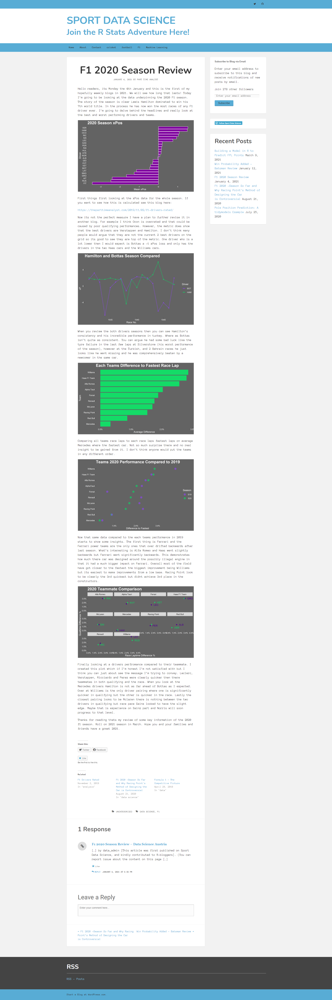 SPORT DATA SCIENCE
Join the R Stats Adventure Here!
Home About Contact cricket football F1 Machine Learning
F1 2020 Season Review
JANUARY 4, 2021 BY PART TIME ANALYST
Hello readers, its Monday the 4th January and this is the first of my
hopefully weekly blogs in 2021. We will see how long that lasts! Today
I'm going to be looking at the data underpinning the 2020 F1 season.
The story of the season is clear Lewis Hamilton dominated to win his
7th world title. In the process he has now won the most races of any F1
driver ever. I'm going to delve behind the headlines and really look at
the best and worst performing drivers and teams.
2020 Season xPos
VER
HAM
OCO
RIC
SAI
LEC
GAS
PER
RAI
HUL
STR
NOR
ALB
GIO
KVY
VET
BOT
LAT
MAG
GRO
AIT
RUS
FIT
Driver
-3 -2 -1 0 1
Mean xPos
First things first looking at the xPos data for the whole season. If
you want to see how this is calculated see this blog here:
https://theparttimeanalyst.com/2019/11/02/f1-drivers-rated/
Now its not the perfect measure I have a plan to further revise it in
another blog. For example I think Ocon is overrated and that could be
caused by poor qualifying performances. However, the metric does show
that the best drivers are Verstappen and Hamilton. I don't think many
people would argue that they are not the current 2 best drivers on the
grid so its good to see they are top of the metric. One driver who is a
lot lower then I would expect is Bottas a -1 xPos loss and only has the
drivers in the two Haas cars and the Williams cars.
Hamilton and Bottas Season Compared
4
0
-4
xP
1035 1040 1045
Race No.
Driver
BOT
HAM
When you review the both drivers seasons then you can see Hamilton's
consistency and his incredible performance in turkey. Where as Bottas
isn't quite as consistent. You can argue he had some bad luck like the
tyre failure in the last few laps at Silverstone (his worst performance
of the season), however at the Turkish, and 2 Bahrain races he just
looks like he went missing and he was comprehensively beaten by a
newcomer in the same car.
Each Teams DIfference to Fastest Race Lap
Williams
Haas F1 Team
Alfa Romeo
Alpha Tauri
Ferrari
Renault
McLaren
Racing Point
Red Bull
Mercedes
Team
0.0% 1.0% 2.0% 3.0%
Average Difference
Comparing all teams race laps to each race laps fastest laps on average
Mercedes where the fastest car. Not so much surprise there and no real
insight to be gained from it. I don't think anyone would put the teams
in any different order.
Teams 2020 Performance Compared to 2019
Williams
Haas F1 Team
Alfa Romeo
AlphaTauri
Ferrari
Renault
McLaren
Racing Point
Red Bull
Mercedes
1.0% 2.0% 3.0%
Difference to Fastest
Season
S19
S20
Now that same data compared to the each teams performance in 2019
starts to show some insights. The first thing is Ferrari and the
Ferrari power teams are the only ones that over drifted backwards after
last season. What's interesting is Alfa Romeo and Haas went slightly
backwards but Ferrari went significantly backwards. This demonstrates
how much there car was designed around the possibly illegal engine in
that it had a much bigger impact on Ferrari. Overall most of the field
have got closer to the fastest the biggest improvement being Williams
but its easiest to make improvements from a low base. Racing Point look
to be clearly the 3rd quickest but didnt achieve 3rd place in the
constructors.
2020 Teammate Comparison
Alfa Romeo Alpha Tauri Ferrari Haas F1 Team
3.0% 2.0% 1.0% 0.0%
RAI KVY VET LEC GRO
McLaren Mercedes Racing Point Red Bull
3.0% 2.0% 1.0% 0.0%
SAI HAM PER ALB VER
Renault Williams
0.0% 1.0% 2.0% 3.0% 4.0%0.0% 1.0% 2.0% 3.0% 4.0%
3.0% 2.0% 1.0% 0.0%
RIC LAT RUS
0.0% 1.0% 2.0% 3.0% 4.0%0.0% 1.0% 2.0% 3.0% 4.0%
Race Laptime Difference %
Qualitime Difference %
Finally looking at a drivers perfromance compared to their teammate. I
created this plot which if I'm honest I'm not satisfied with but I
think you can just about see the message I'm trying to convey. Leclerc,
Verstappen, Ricciardo and Perez were clearly quicker then there
teammates in both qualifying and the race. When you look at the
Mercedes drivers Hamilton is not as far ahead of Bottas as I expected.
Over at Williams is the only driver pairing where one is significantly
quicker in qualifying but the other is quicker in the race. Lastly the
closest pairing looks to be Mclaren there is nothing between the two
drivers in qualifying but race pace Sainz looked to have the slight
edge. Maybe that is experience on Sainz part and Norris will soon
progress to that level.
Thanks for reading thats my review of some key information of the 2020
f1 season. Roll on 2021 season in March. Hope you and your families and
friends have a great 2021.
Share this:
Twitter Facebook
Like
Be the first to like this.
Related
F1 Drivers Rated
November 2, 2019
In "analysis"
F1 2020 -Season So Far
and Why Racing Point's
Method of Designing the
Car is Controversial
August 21, 2020
In "data science"
Formula 1 - The
Competitive Picture
April 29, 2018
In "data"
UNCATEGORIZED DATA SCIENCE, F1
1 Response
F1 2020 Season Review – Data Science Austria
[…] by data_admin [This article was first published on Sport
Data Science, and kindly contributed to R-bloggers]. (You can
report issue about the content on this page […]
Like
REPLY JANUARY 4, 2021 AT 6:36 PM
Leave a Reply
Enter your comment here...
← F1 2020 -Season So Far and Why Racing
Point's Method of Designing the Car
is Controversial
Win Probability Added – Batsman Review →
Subscribe to Blog via Email
Enter your email address to
subscribe to this blog and
receive notifications of new
posts by email.
Join 278 other followers
Enter your email address
Subscribe
Follow Sport Data Science
Recent Posts
Building a Model in R to
Predict FPL Points March 9,
2021
Win Probability Added –
Batsman Review January 12,
2021
F1 2020 Season Review
January 4, 2021
F1 2020 -Season So Far and
Why Racing Point's Method of
Designing the Car
is Controversial August 21,
2020
Pole Position Prediction- A
tidymodels Example July 25,
2020
RSS
RSS - Posts
Start a Blog at WordPress.com.